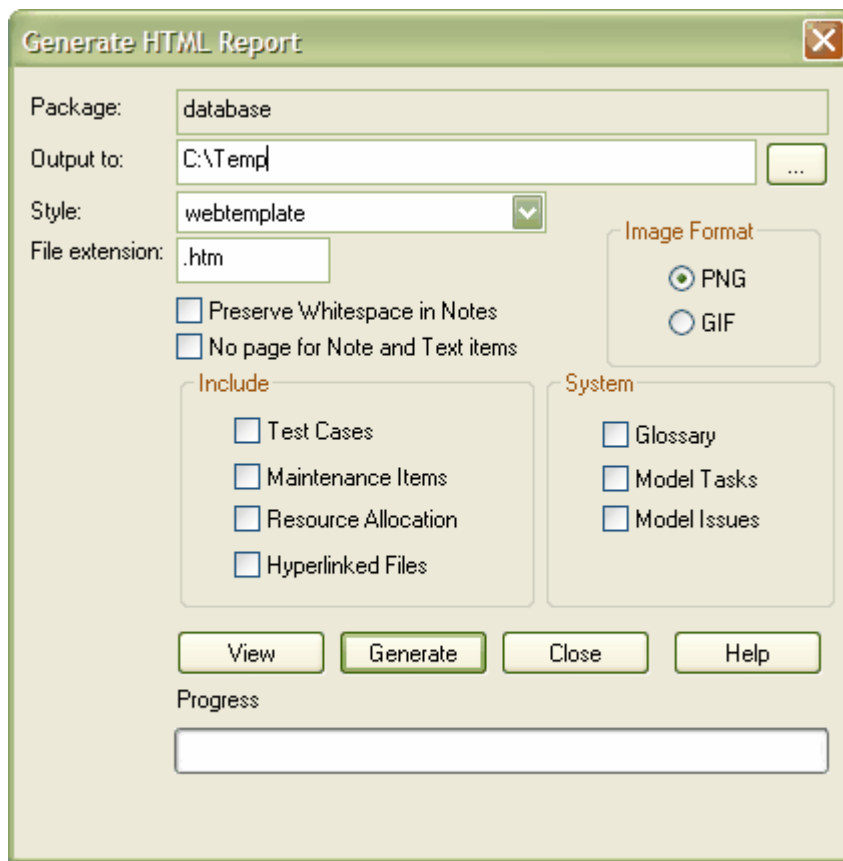 Generate HTML Report
Package: database
Output to: C:\Temp ...
Style: webtemplate
File extension: .htm
Image Format
PNG
GIF
Preserve Whitespace in Notes
No page for Note and Text items
Include
Test Cases
Maintenance Items
Resource Allocation
Hyperlinked Files
System
Glossary
Model Tasks
Model Issues
View Generate Close Help
Progress